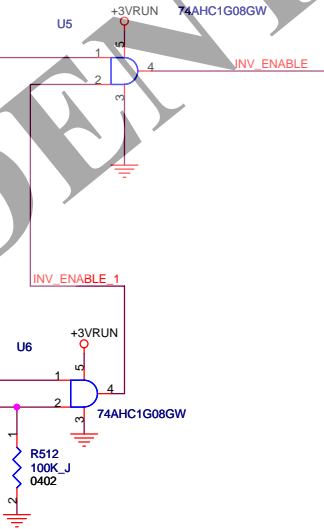 +3VRUN 74AHC1G08GW
U5
5
1
2
4
INV_ENABLE
3
INV_ENABLE_1
+3VRUN
U6
5
1
4
2
74AHC1G08GW
3
1
R512
100K_J
0402
2